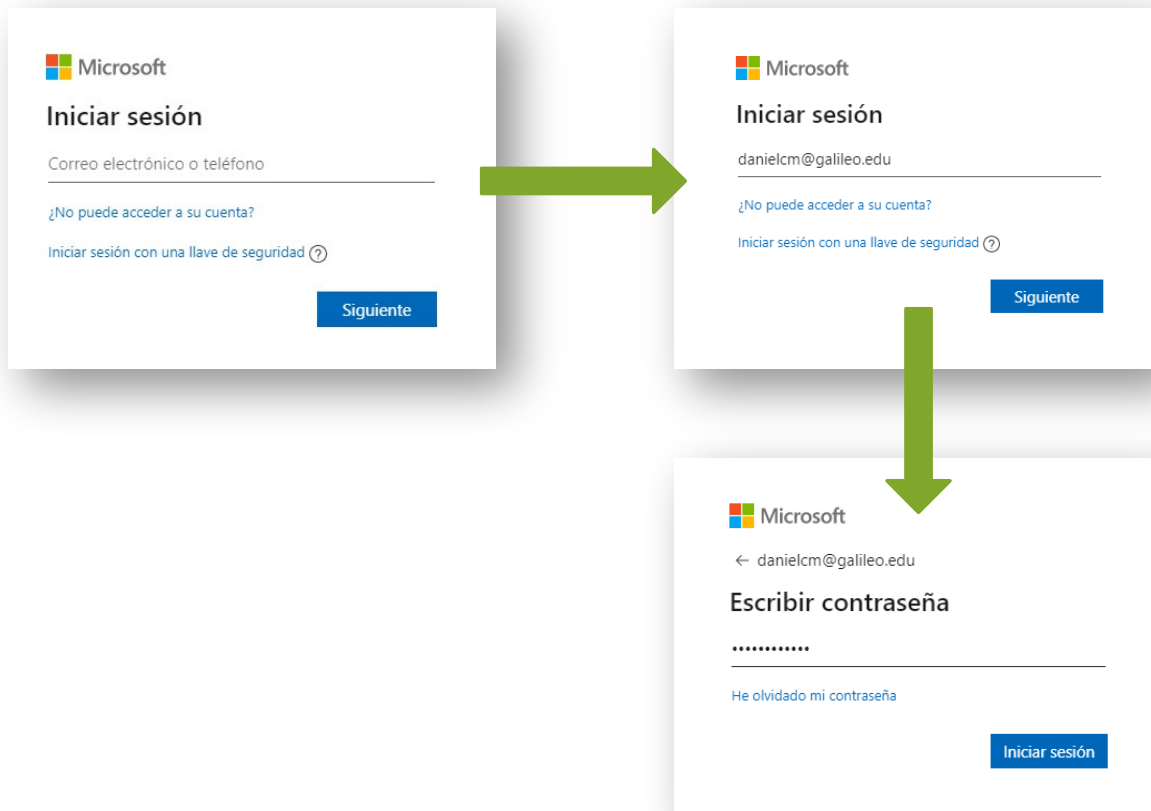 Microsoft
Iniciar sesión
Correo electrónico o teléfono
¿No puede acceder a su cuenta?
Iniciar sesión con una llave de seguridad ?
Siguiente
Microsoft
Iniciar sesión
danielcm@galileo.edu
¿No puede acceder a su cuenta?
Iniciar sesión con una llave de seguridad ?
Siguiente
Microsoft
← danielcm@galileo.edu
Escribir contraseña
••••••••••••
He olvidado mi contraseña
Iniciar sesión